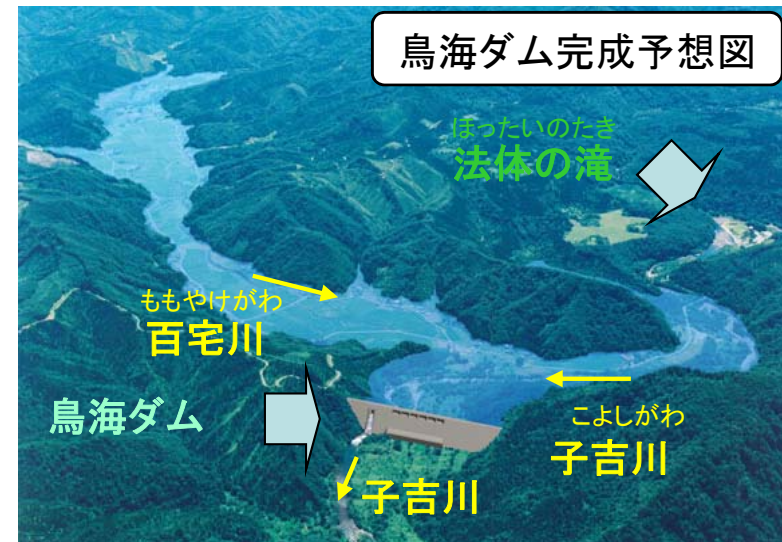 鳥海ダム完成予想図
ほったいのたき
法体の滝
ももやけがわ
百宅川
鳥海ダム
こよしがわ
子吉川
子吉川